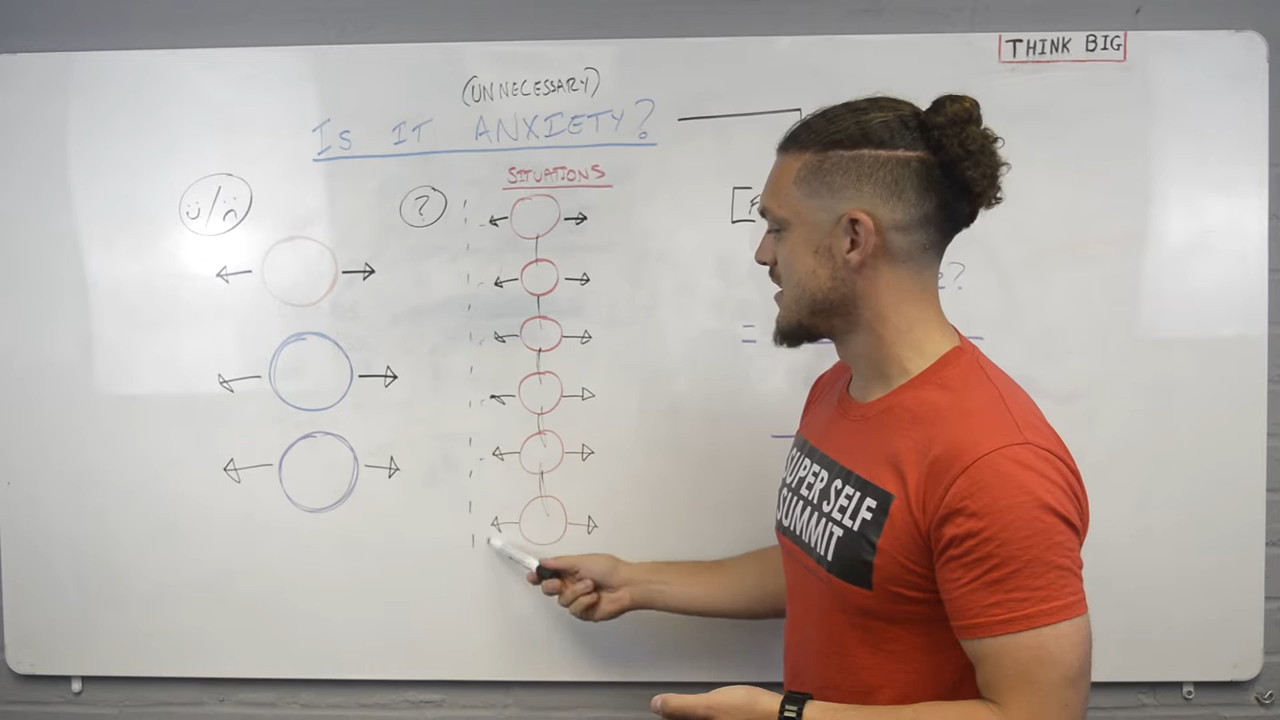 THINK BIG
(UNNECESSARY)
IS IT ANXIETY?
SITUATIONS
?
SUPER SELF
SUMMIT